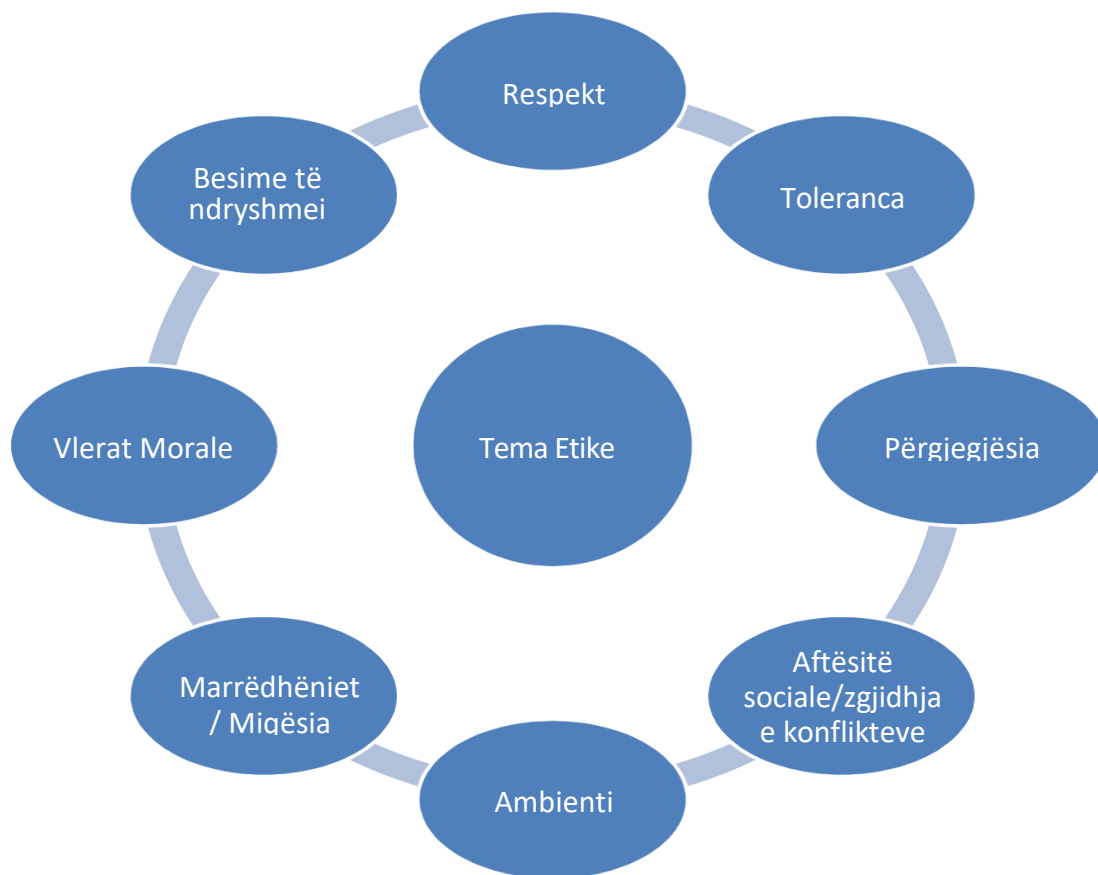 Respekt
Toleranca
Përgjegjësia
Aftësitë
sociale/zgjidhja
e konflikteve
Ambienti
Marrëdhëniet
/ Miqësia
Vlerat Morale
Besime të
ndryshmei
Tema Etike